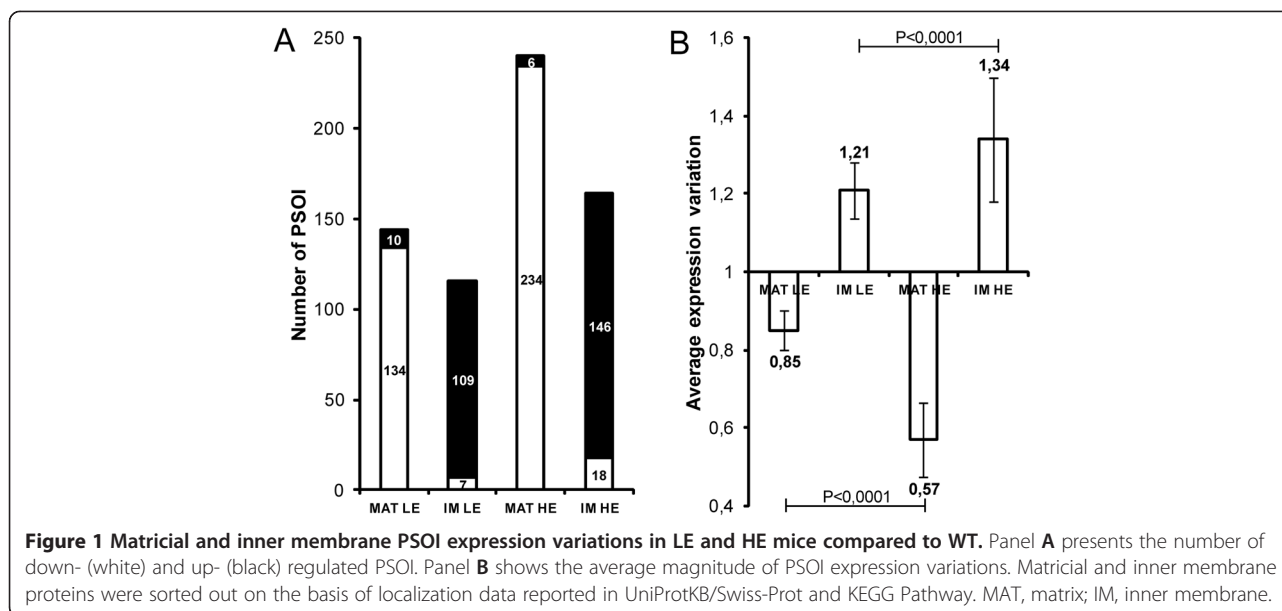 A
Number of PSOI
250
200
150
100
50
0
10
134
109
7
6
234
146
18
MAT LE IM LE MAT HE IM HE
B
Average expression variation
1,6
1,4
1,2
1
0,8
0,6
0,4
P<0,0001
1,34
1,21
MAT LE IM LE MAT HE IM HE
0,85
0,57
P<0,0001
Figure 1 Matricial and inner membrane PSOI expression variations in LE and HE mice compared to WT. Panel A presents the number of
down- (white) and up- (black) regulated PSOI. Panel B shows the average magnitude of PSOI expression variations. Matricial and inner membrane
proteins were sorted out on the basis of localization data reported in UniProtKB/Swiss-Prot and KEGG Pathway. MAT, matrix; IM, inner membrane.